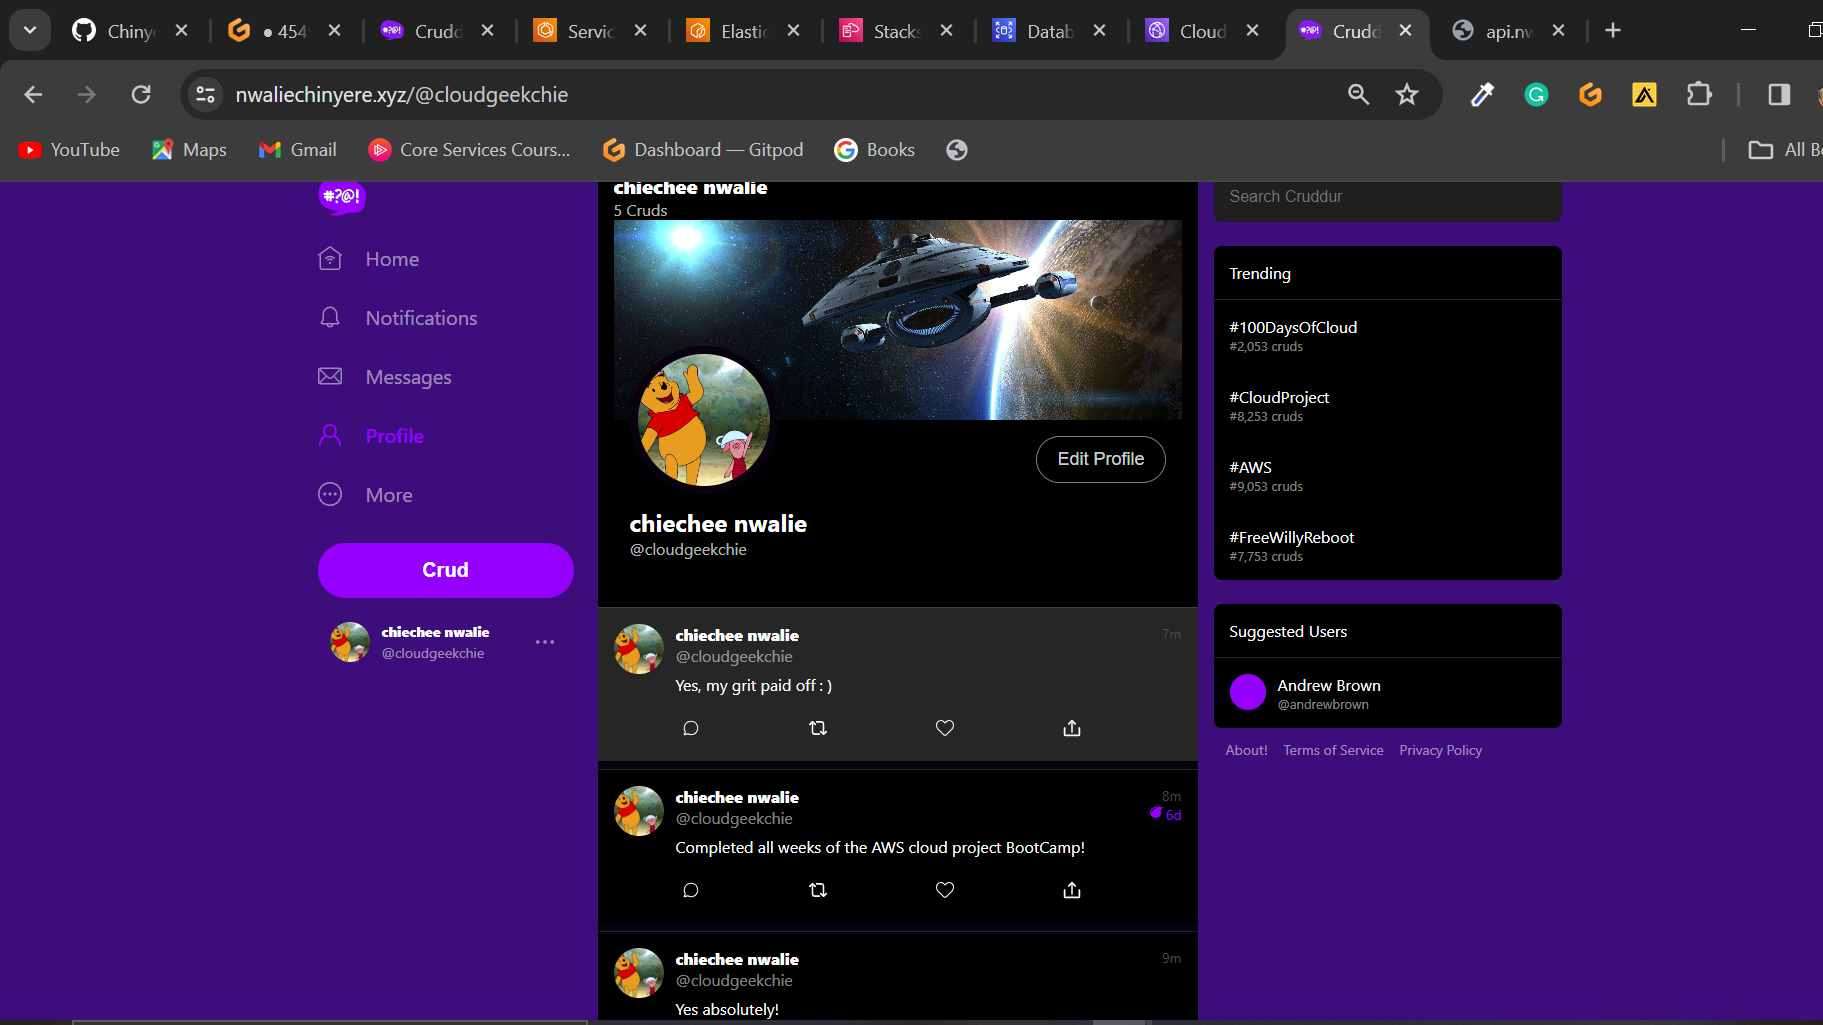 Chinye
● 454
Crudd
Servic
Elastic
Stacks
Datab
Cloud
Crudd
api.nw
nwaliechinyere.xyz/@cloudgeekchie
YouTube
Maps
Gmail
Core Services Cours...
Dashboard — Gitpod
Books
All Bo
#?@!
Home
Notifications
Messages
Profile
More
Crud
chiechee nwalie
@cloudgeekchie
chiechee nwalie
5 Cruds
Edit Profile
chiechee nwalie
@cloudgeekchie
chiechee nwalie
7m
@cloudgeekchie
Yes, my grit paid off : )
chiechee nwalie
8m
@cloudgeekchie
6d
Completed all weeks of the AWS cloud project BootCamp!
chiechee nwalie
9m
@cloudgeekchie
Yes absolutely!
Search Cruddur
Trending
#100DaysOfCloud
#2,053 cruds
#CloudProject
#8,253 cruds
#AWS
#9,053 cruds
#FreeWillyReboot
#7,753 cruds
Suggested Users
Andrew Brown
@andrewbrown
About!
Terms of Service
Privacy Policy